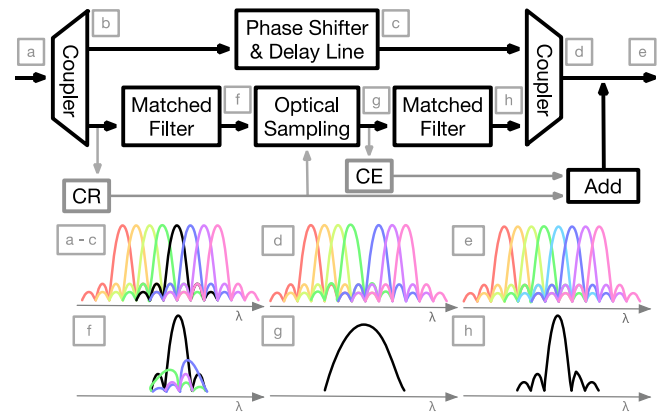 a
b
c
d
e
Coupler
Phase Shifter
& Delay Line
Coupler
Matched
Filter
f
Optical
Sampling
g
Matched
Filter
h
CR
CE
Add
a - c
λ
d
λ
e
λ
f
λ
g
λ
h
λ